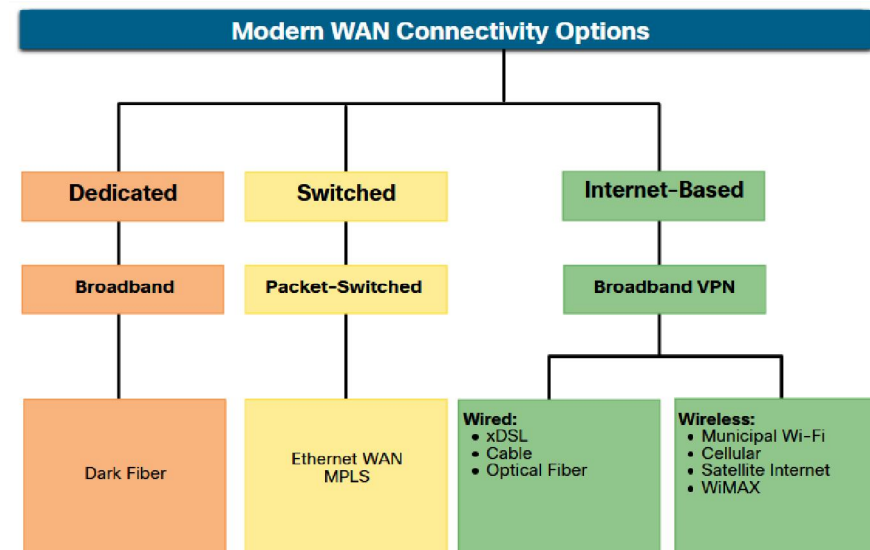 Modern WAN Connectivity Options
Dedicated
Switched
Internet-Based
Broadband
Packet-Switched
Broadband VPN
Dark Fiber
Ethernet WAN
MPLS
Wired:
• xDSL
• Cable
• Optical Fiber
Wireless:
• Municipal Wi-Fi
• Cellular
• Satellite Internet
• WiMAX